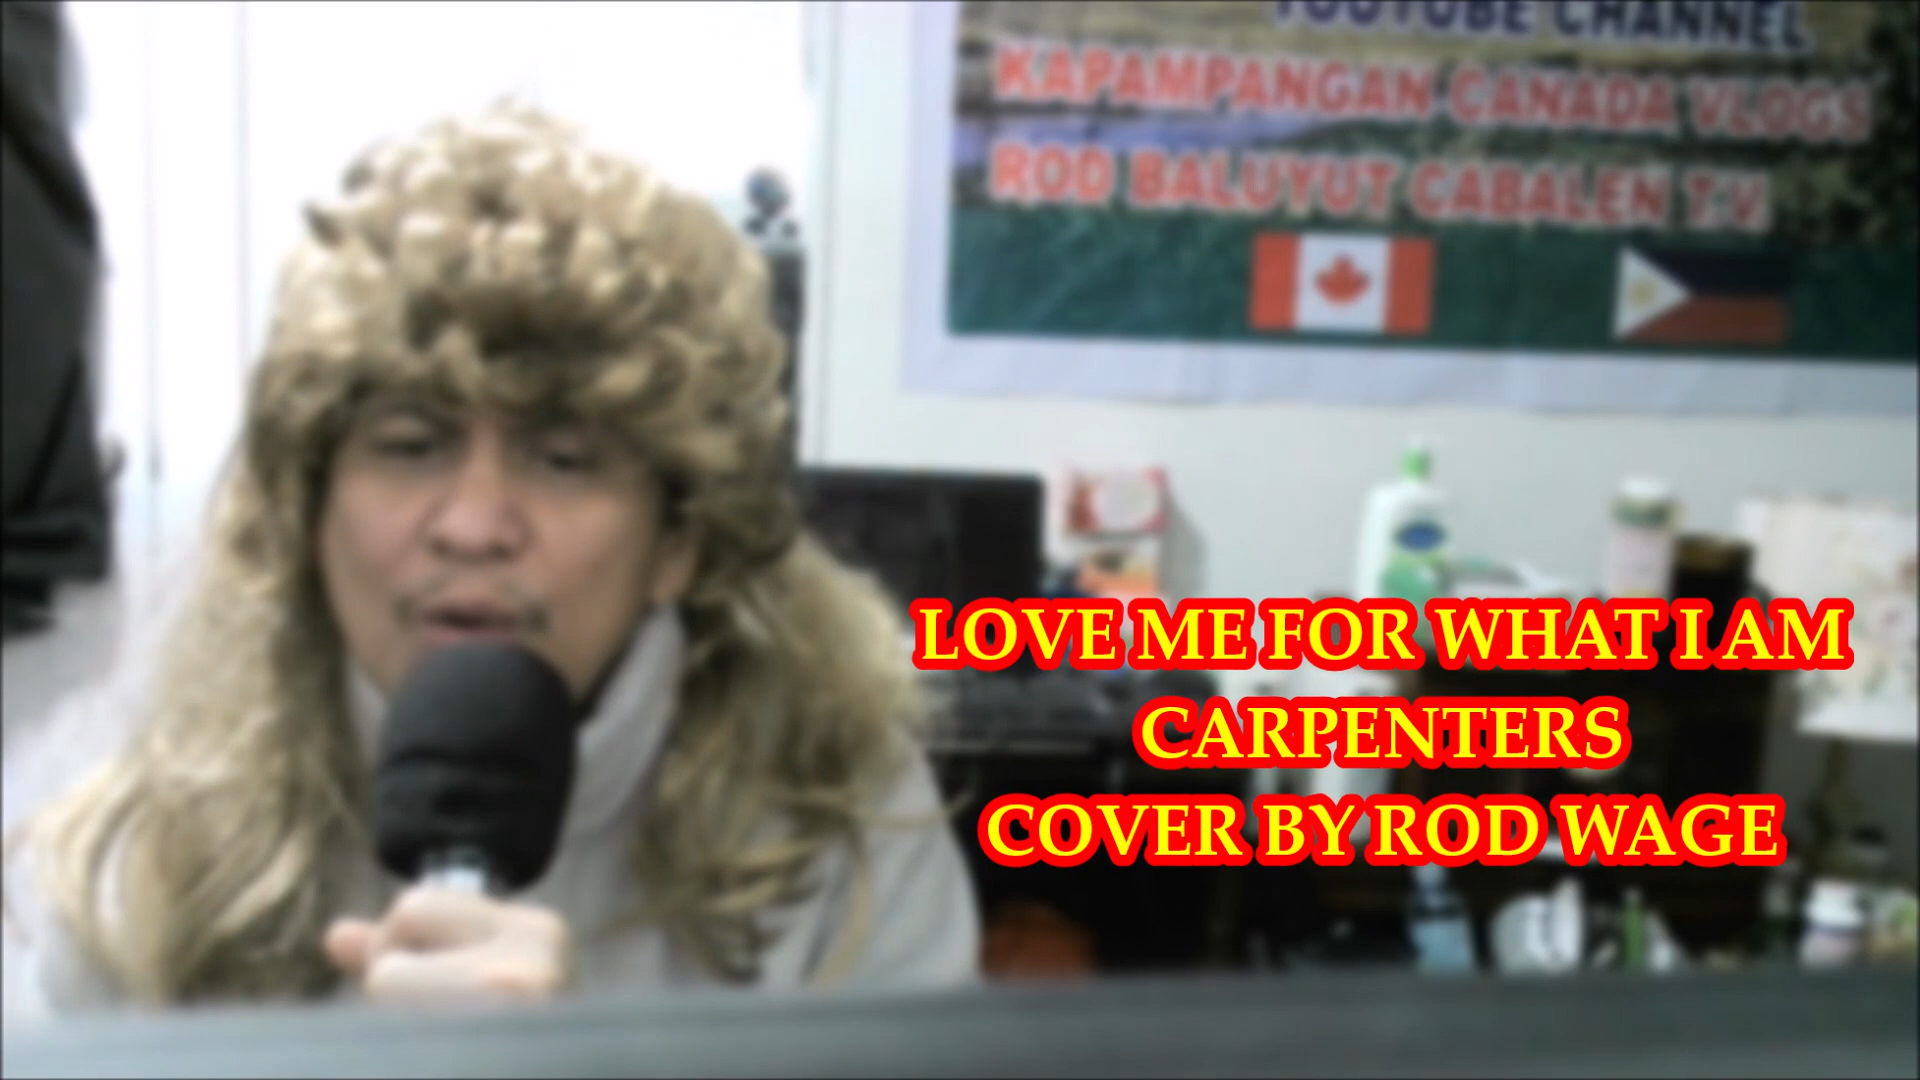 YOUTUBE CHANNEL
KAPAMPANGAN CANADA VLOGS
ROD BALUYUT CABALEN T.V.
LOVE ME FOR WHAT I AM
CARPENTERS
COVER BY ROD WAGE